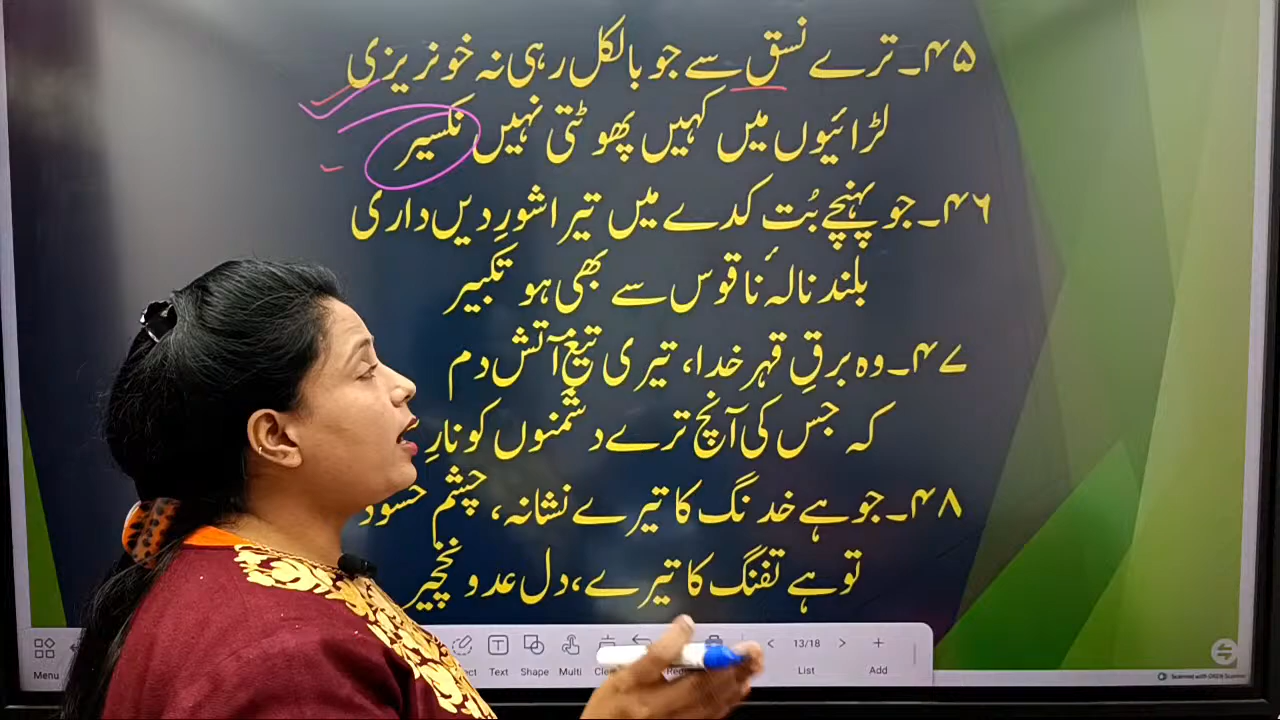 ۴۵۔ ترے نسق سے جو بالکل رہی نہ خونریزی
لڑائیوں میں کہیں پھوٹتی نہیں نکسیر
۴۶۔ جو پہنچے بُت کدے میں تیرا شورِ دیں داری
بلند نالۂ ناقوس سے بھی ہو تکبیر
۴۷۔ وہ برقِ قہرِ خدا، تیری تیغِ آتش دم
کہ جس کی آنچ ترے دشمنوں کو نارِ
۴۸۔ جو ہے خدنگ کا تیرے نشانہ، چشم حسود
تو ہے تفنگ کا تیرے، دل عدو نخچیر
Menu
Text
Shape
Multi
13/18
List
Add